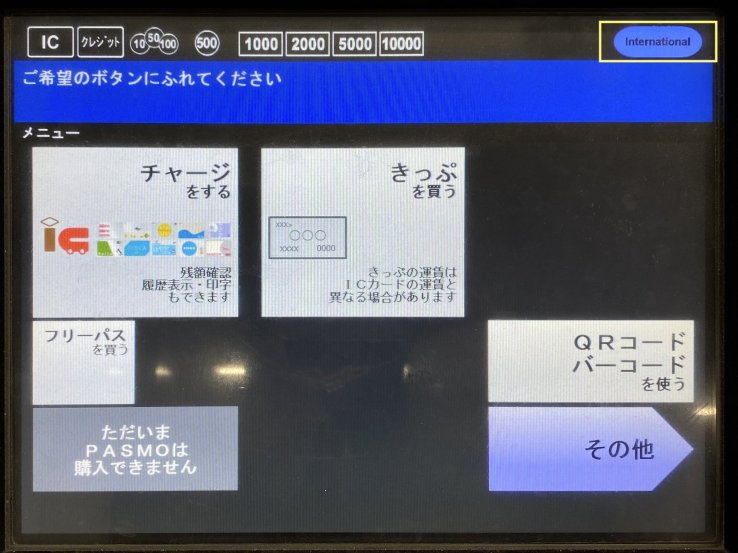 IC クレジット 10 50 100 500 1000 2000 5000 10000 International
ご希望のボタンにふれてください
メニュー
チャージ
をする
残額確認
履歴表示・印字
もできます
きっぷ
を買う
XXX>
○○○
XXXX 0000
きっぷの運賃は
ICカードの運賃と
異なる場合があります
フリーパス
を買う
QRコード
バーコード
を使う
ただいま
PASMOは
購入できません
その他